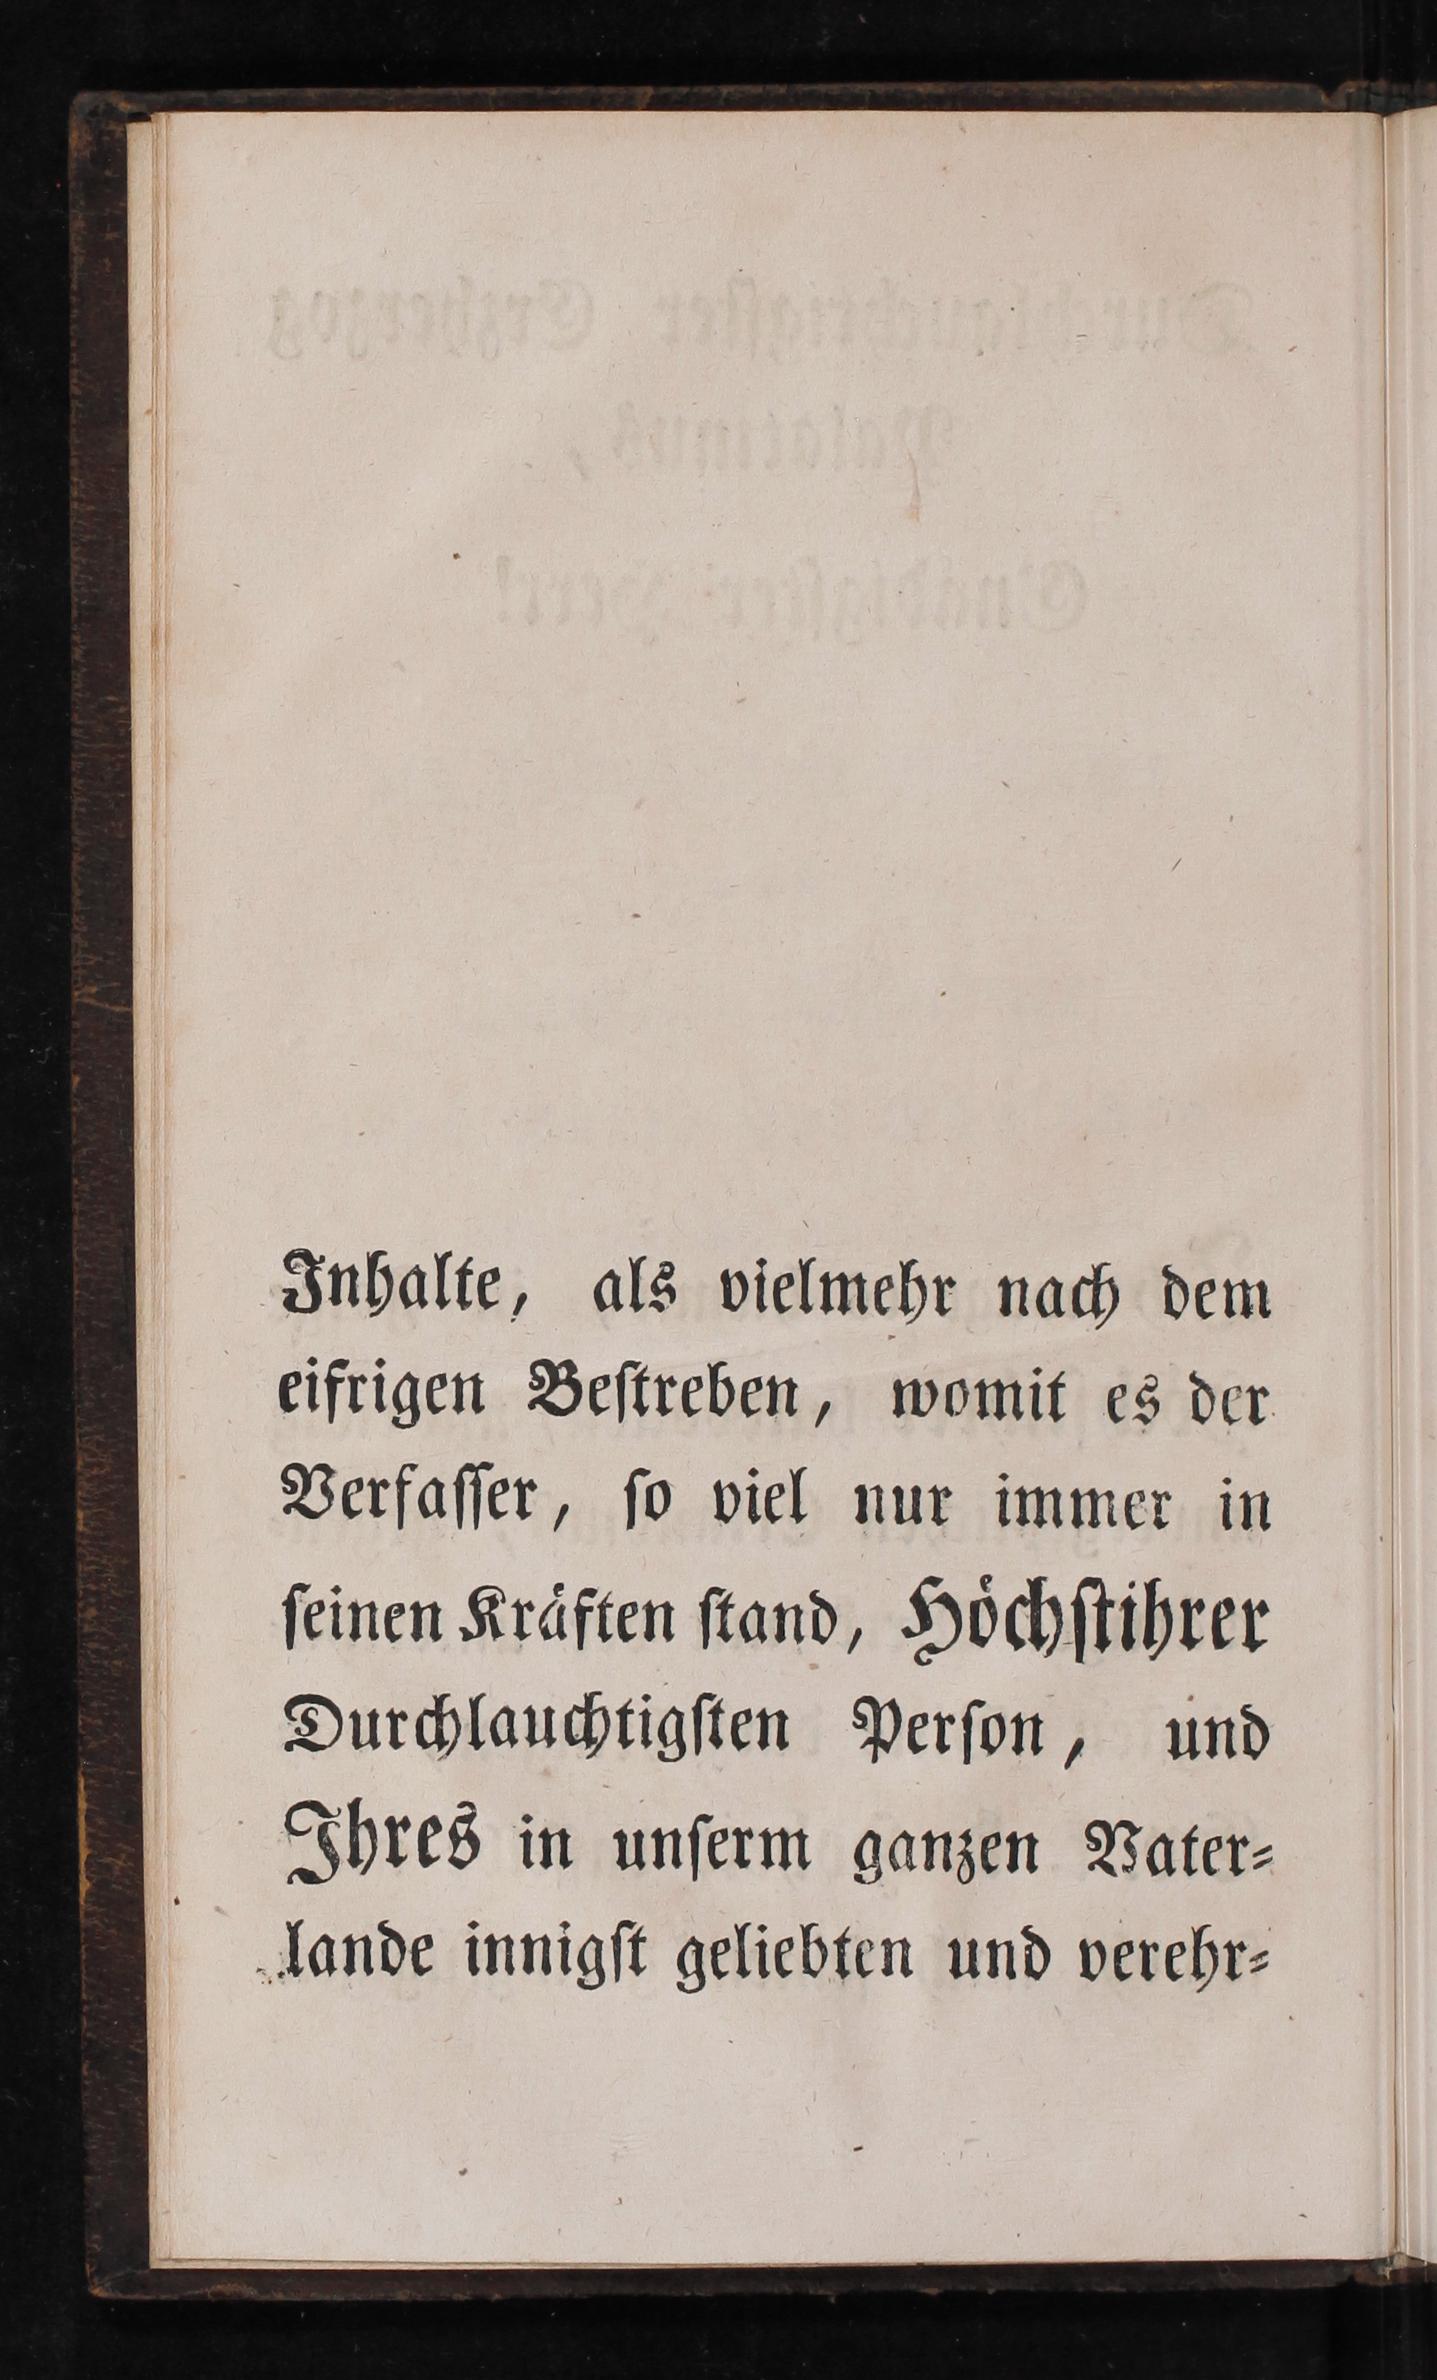 Inhalte, als vielmehr nach dem
eifrigen Beſtreben, womit es der
Verfaſſer, ſo viel nur immer in
ſeinen Kräften ſtand, Höchſtihrer
Durchlauchtigſten Perſon, und
Ihres in unſerm ganzen Vater⸗
lande innigſt geliebten und verehr⸗